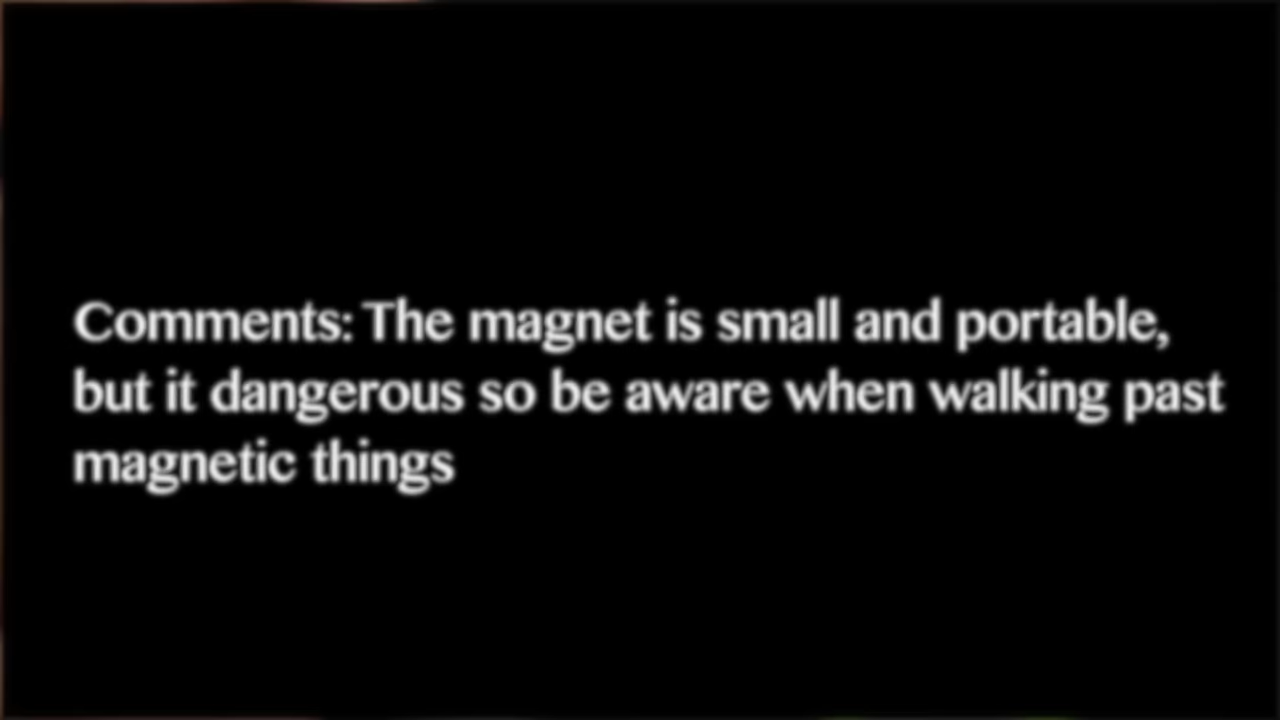 Comments: The magnet is small and portable,
but it dangerous so be aware when walking past
magnetic things